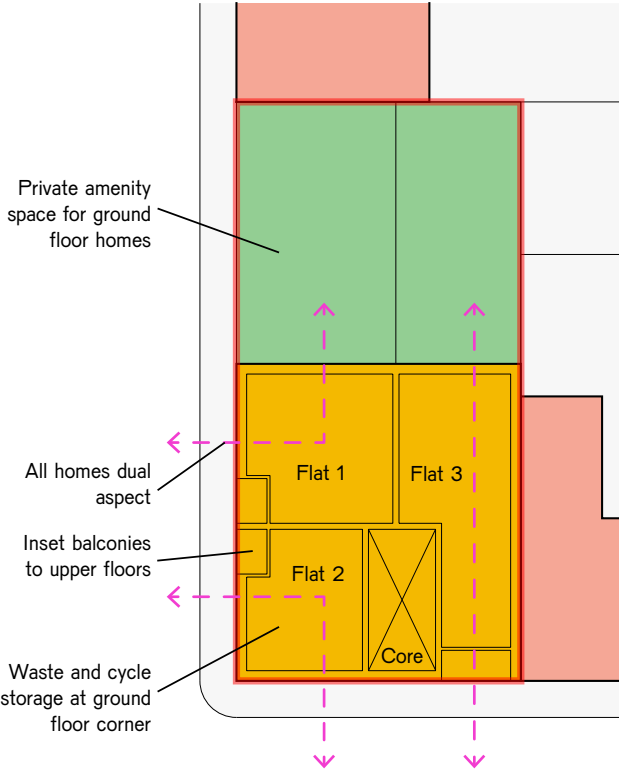 Private amenity
space for ground
floor homes
All homes dual
aspect
Inset balconies
to upper floors
Waste and cycle
storage at ground
floor corner
Flat 1
Flat 3
Flat 2
Core